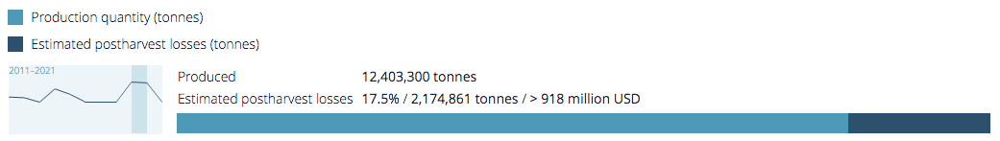 Production quantity (tonnes)
Estimated postharvest losses (tonnes)
2011–2021
Produced 12,403,300 tonnes
Estimated postharvest losses 17.5% / 2,174,861 tonnes / > 918 million USD